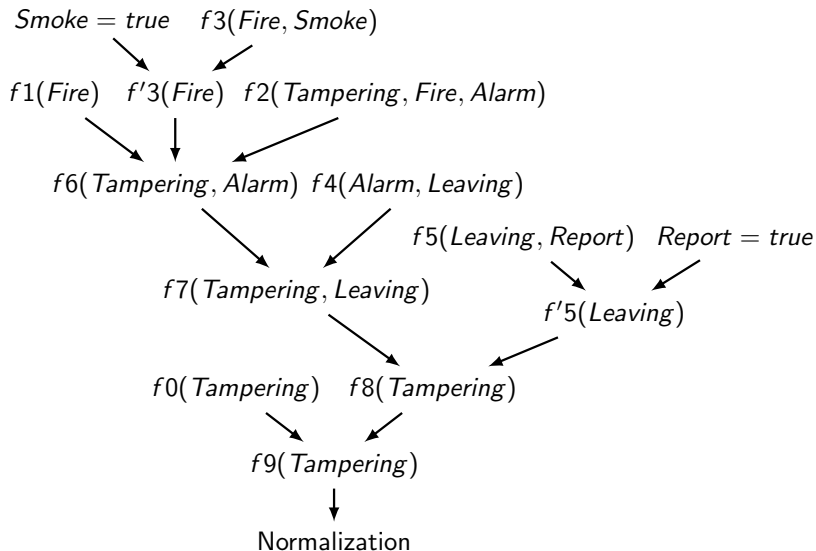 Smoke = true f3(Fire, Smoke)
f1(Fire) f'3(Fire) f2(Tampering, Fire, Alarm)
f6(Tampering, Alarm) f4(Alarm, Leaving)
f5(Leaving, Report) Report = true
f7(Tampering, Leaving)
f'5(Leaving)
f0(Tampering) f8(Tampering)
f9(Tampering)
Normalization